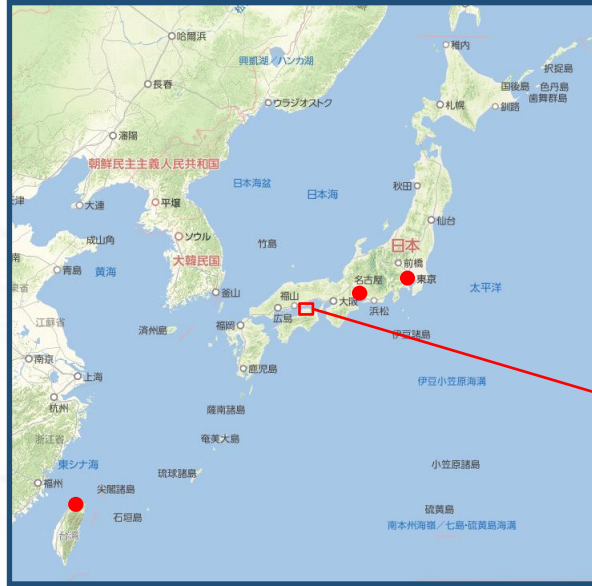 稚内
哈爾浜
択捉島
国後島
色丹島
歯舞群島
興凱湖/ハンカ湖
長春
ウラジオストク
札幌
釧路
瀋陽
朝鮮民主主義人民共和国
日本海盆
日本海
秋田
大連
平壌
仙台
成山角
ソウル
竹島
日本
前橋
青島
黄海
大韓民国
名古屋
東京
太平洋
釜山
福山
大阪
浜松
江蘇省
済州島
福岡
広島
伊豆諸島
南京
上海
鹿児島
伊豆小笠原海溝
杭州
薩南諸島
浙江省
奄美大島
東シナ海
琉球諸島
小笠原諸島
福州
尖閣諸島
石垣島
硫黄島
南本州海嶺/七島・硫黄島海溝
台湾